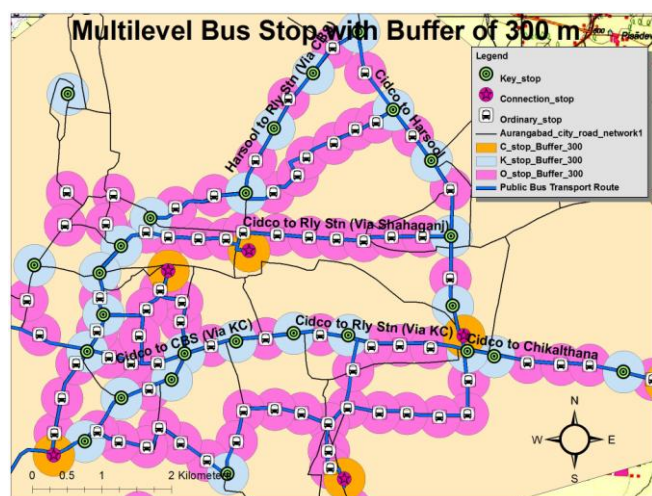 Multilevel Bus Stop with Buffer of 300 m
Legend
Key_stop
Connection_stop
Ordinary_stop
Aurangabad_city_road_network1
C_stop_Buffer_300
K_stop_Buffer_300
O_stop_Buffer_300
Public Bus Transport Route
Harsool to Rly Stn (Via CBS)
Cidco to Harsool
Cidco to Rly Stn (Via Shahaganj)
Cidco to CBS (Via KC)
Cidco to Rly Stn (Via KC)
Cidco to Chikalthana
N
W
E
S
0 0.5 1 2 Kilometers